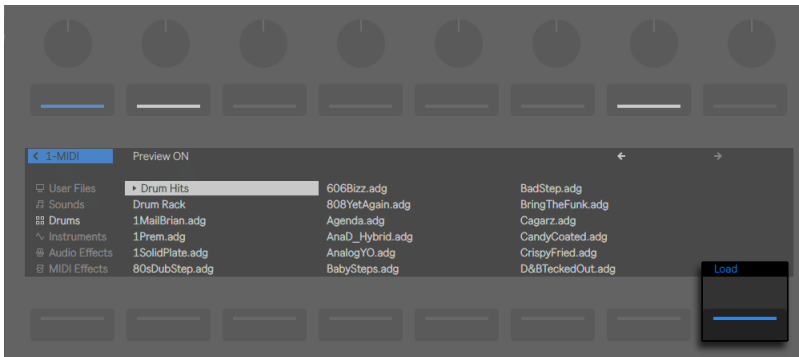 1-MIDI
Preview ON
User Files
Sounds
Drums
Instruments
Audio Effects
MIDI Effects
Drum Hits
Drum Rack
1MailBrian.adg
1Prem.adg
1SolidPlate.adg
80sDubStep.adg
606Bizz.adg
808YetAgain.adg
Agenda.adg
AnaD_Hybrid.adg
AnalogYO.adg
BabySteps.adg
BadStep.adg
BringTheFunk.adg
Cagarz.adg
CandyCoated.adg
CrispyFried.adg
D&BTeckedOut.adg
Load